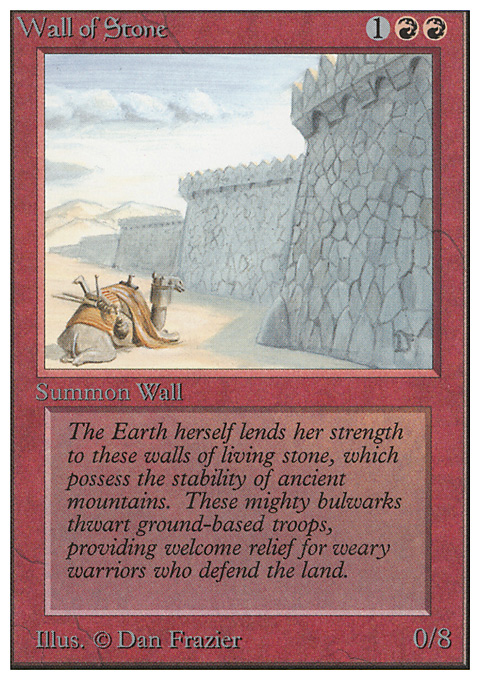 Wall of Stone 1
Summon Wall
The Earth herself lends her strength
to these walls of living stone, which
possess the stability of ancient
mountains. These mighty bulwarks
thwart ground-based troops,
providing welcome relief for weary
warriors who defend the land.
Illus. © Dan Frazier 0/8